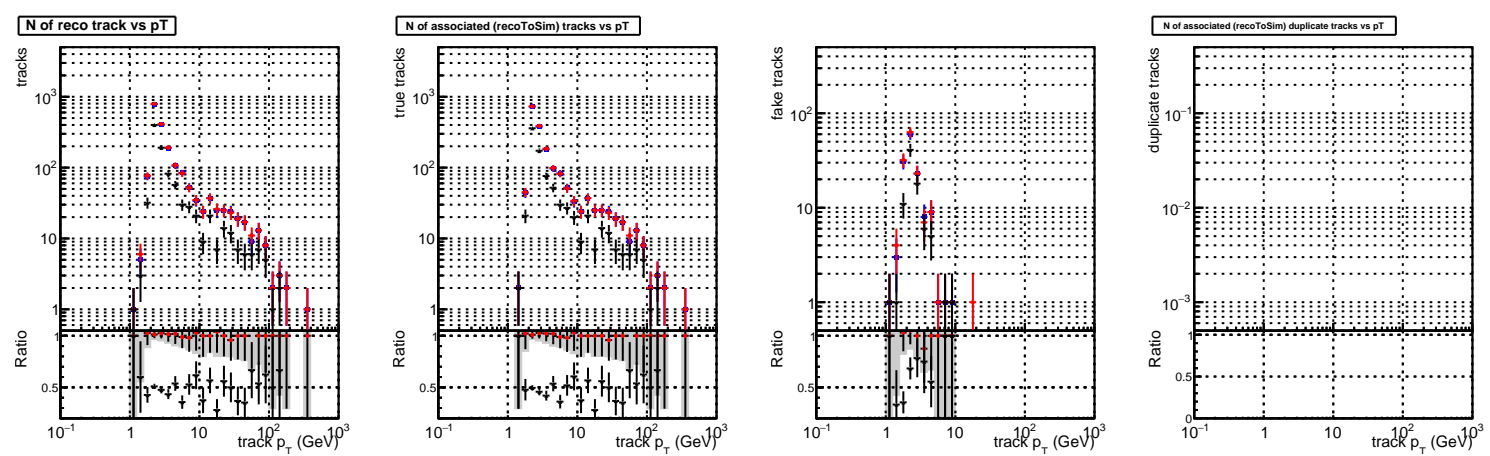 N of reco track vs pT
tracks
10³
10²
10
1
Ratio
1
0.5
10⁻¹ 1 10 10² 10³
track p_T (GeV)
N of associated (recoToSim) tracks vs pT
true tracks
10³
10²
10
1
Ratio
1
0.5
10⁻¹ 1 10 10² 10³
track p_T (GeV)
fake tracks
10²
10
1
Ratio
1
0.5
10⁻¹ 1 10 10² 10³
track p_T (GeV)
N of associated (recoToSim) duplicate tracks vs pT
duplicate tracks
10⁻¹
10⁻²
10⁻³
Ratio
1
0.5
0
10⁻¹ 1 10 10² 10³
track p_T (GeV)